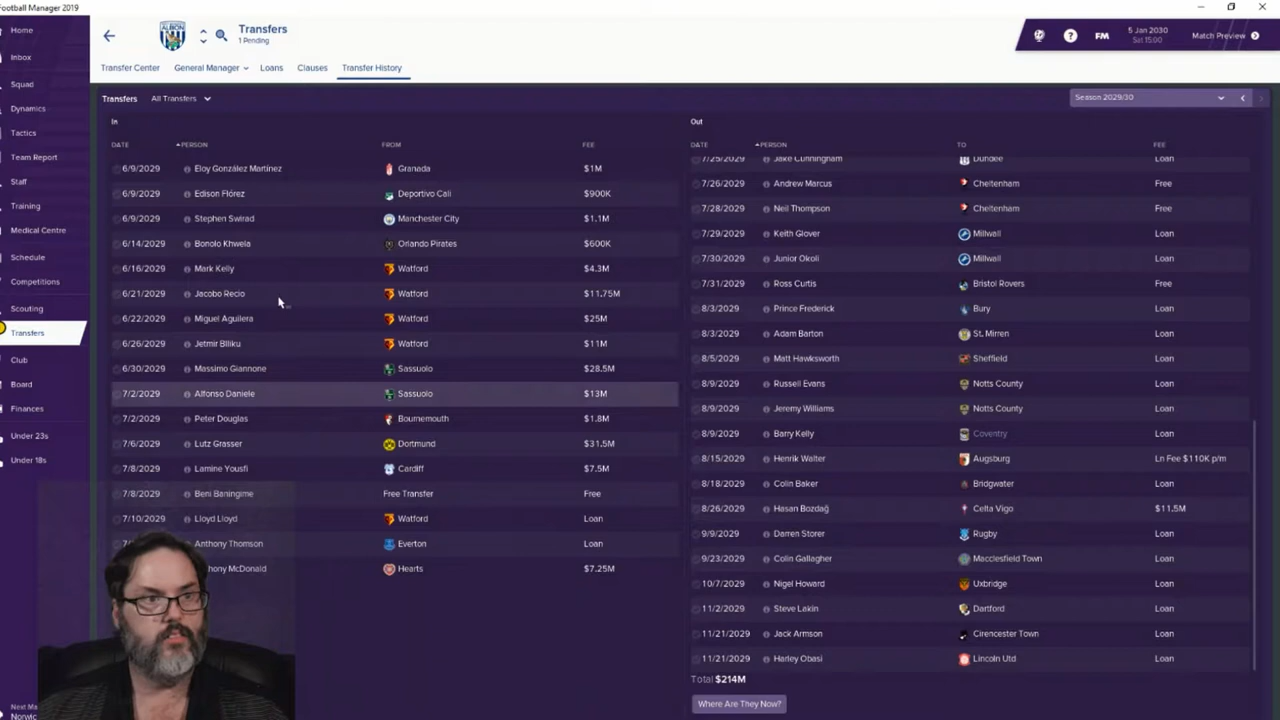 Football Manager 2019
Home
Inbox
Squad
Dynamics
Tactics
Team Report
Staff
Training
Medical Centre
Schedule
Competitions
Scouting
Transfers
Club
Board
Finances
Under 23s
Under 18s
ALBION
Transfers
1 Pending
FM
5 Jan 2030
Sat 15:00
Match Preview
Transfer Center General Manager Loans Clauses Transfer History
Transfers All Transfers
Season 2029/30
In
DATE PERSON FROM FEE
6/9/2029 Eloy González Martínez Granada $1M
6/9/2029 Edison Flórez Deportivo Cali $900K
6/9/2029 Stephen Swirad Manchester City $1.1M
6/14/2029 Bonolo Khwela Orlando Pirates $600K
6/16/2029 Mark Kelly Watford $4.3M
6/21/2029 Jacobo Recio Watford $11.75M
6/22/2029 Miguel Aguilera Watford $25M
6/26/2029 Jetmir Blliku Watford $11M
6/30/2029 Massimo Giannone Sassuolo $28.5M
7/2/2029 Alfonso Daniele Sassuolo $13M
7/2/2029 Peter Douglas Bournemouth $1.8M
7/6/2029 Lutz Grasser Dortmund $31.5M
7/8/2029 Lamine Yousfi Cardiff $7.5M
7/8/2029 Beni Baningime Free Transfer Free
7/10/2029 Lloyd Lloyd Watford Loan
Anthony Thomson Everton Loan
McDonald Hearts $7.25M
Out
DATE PERSON TO FEE
7/25/2029 Jake Cunningham Dundee Loan
7/26/2029 Andrew Marcus Cheltenham Free
7/28/2029 Neil Thompson Cheltenham Free
7/29/2029 Keith Glover Millwall Loan
7/30/2029 Junior Okoli Millwall Loan
7/31/2029 Ross Curtis Bristol Rovers Free
8/3/2029 Prince Frederick Bury Loan
8/3/2029 Adam Barton St. Mirren Loan
8/5/2029 Matt Hawksworth Sheffield Loan
8/9/2029 Russell Evans Notts County Loan
8/9/2029 Jeremy Williams Notts County Loan
8/9/2029 Barry Kelly Coventry Loan
8/15/2029 Henrik Walter Augsburg Ln Fee $110K p/m
8/18/2029 Colin Baker Bridgwater Loan
8/26/2029 Hasan Bozdağ Celta Vigo $11.5M
9/9/2029 Darren Storer Rugby Loan
9/23/2029 Colin Gallagher Macclesfield Town Loan
10/7/2029 Nigel Howard Uxbridge Loan
11/2/2029 Steve Lakin Dartford Loan
11/21/2029 Jack Armson Cirencester Town Loan
11/21/2029 Harley Obasi Lincoln Utd Loan
Total $214M
Where Are They Now?
Next Ma
Norwic